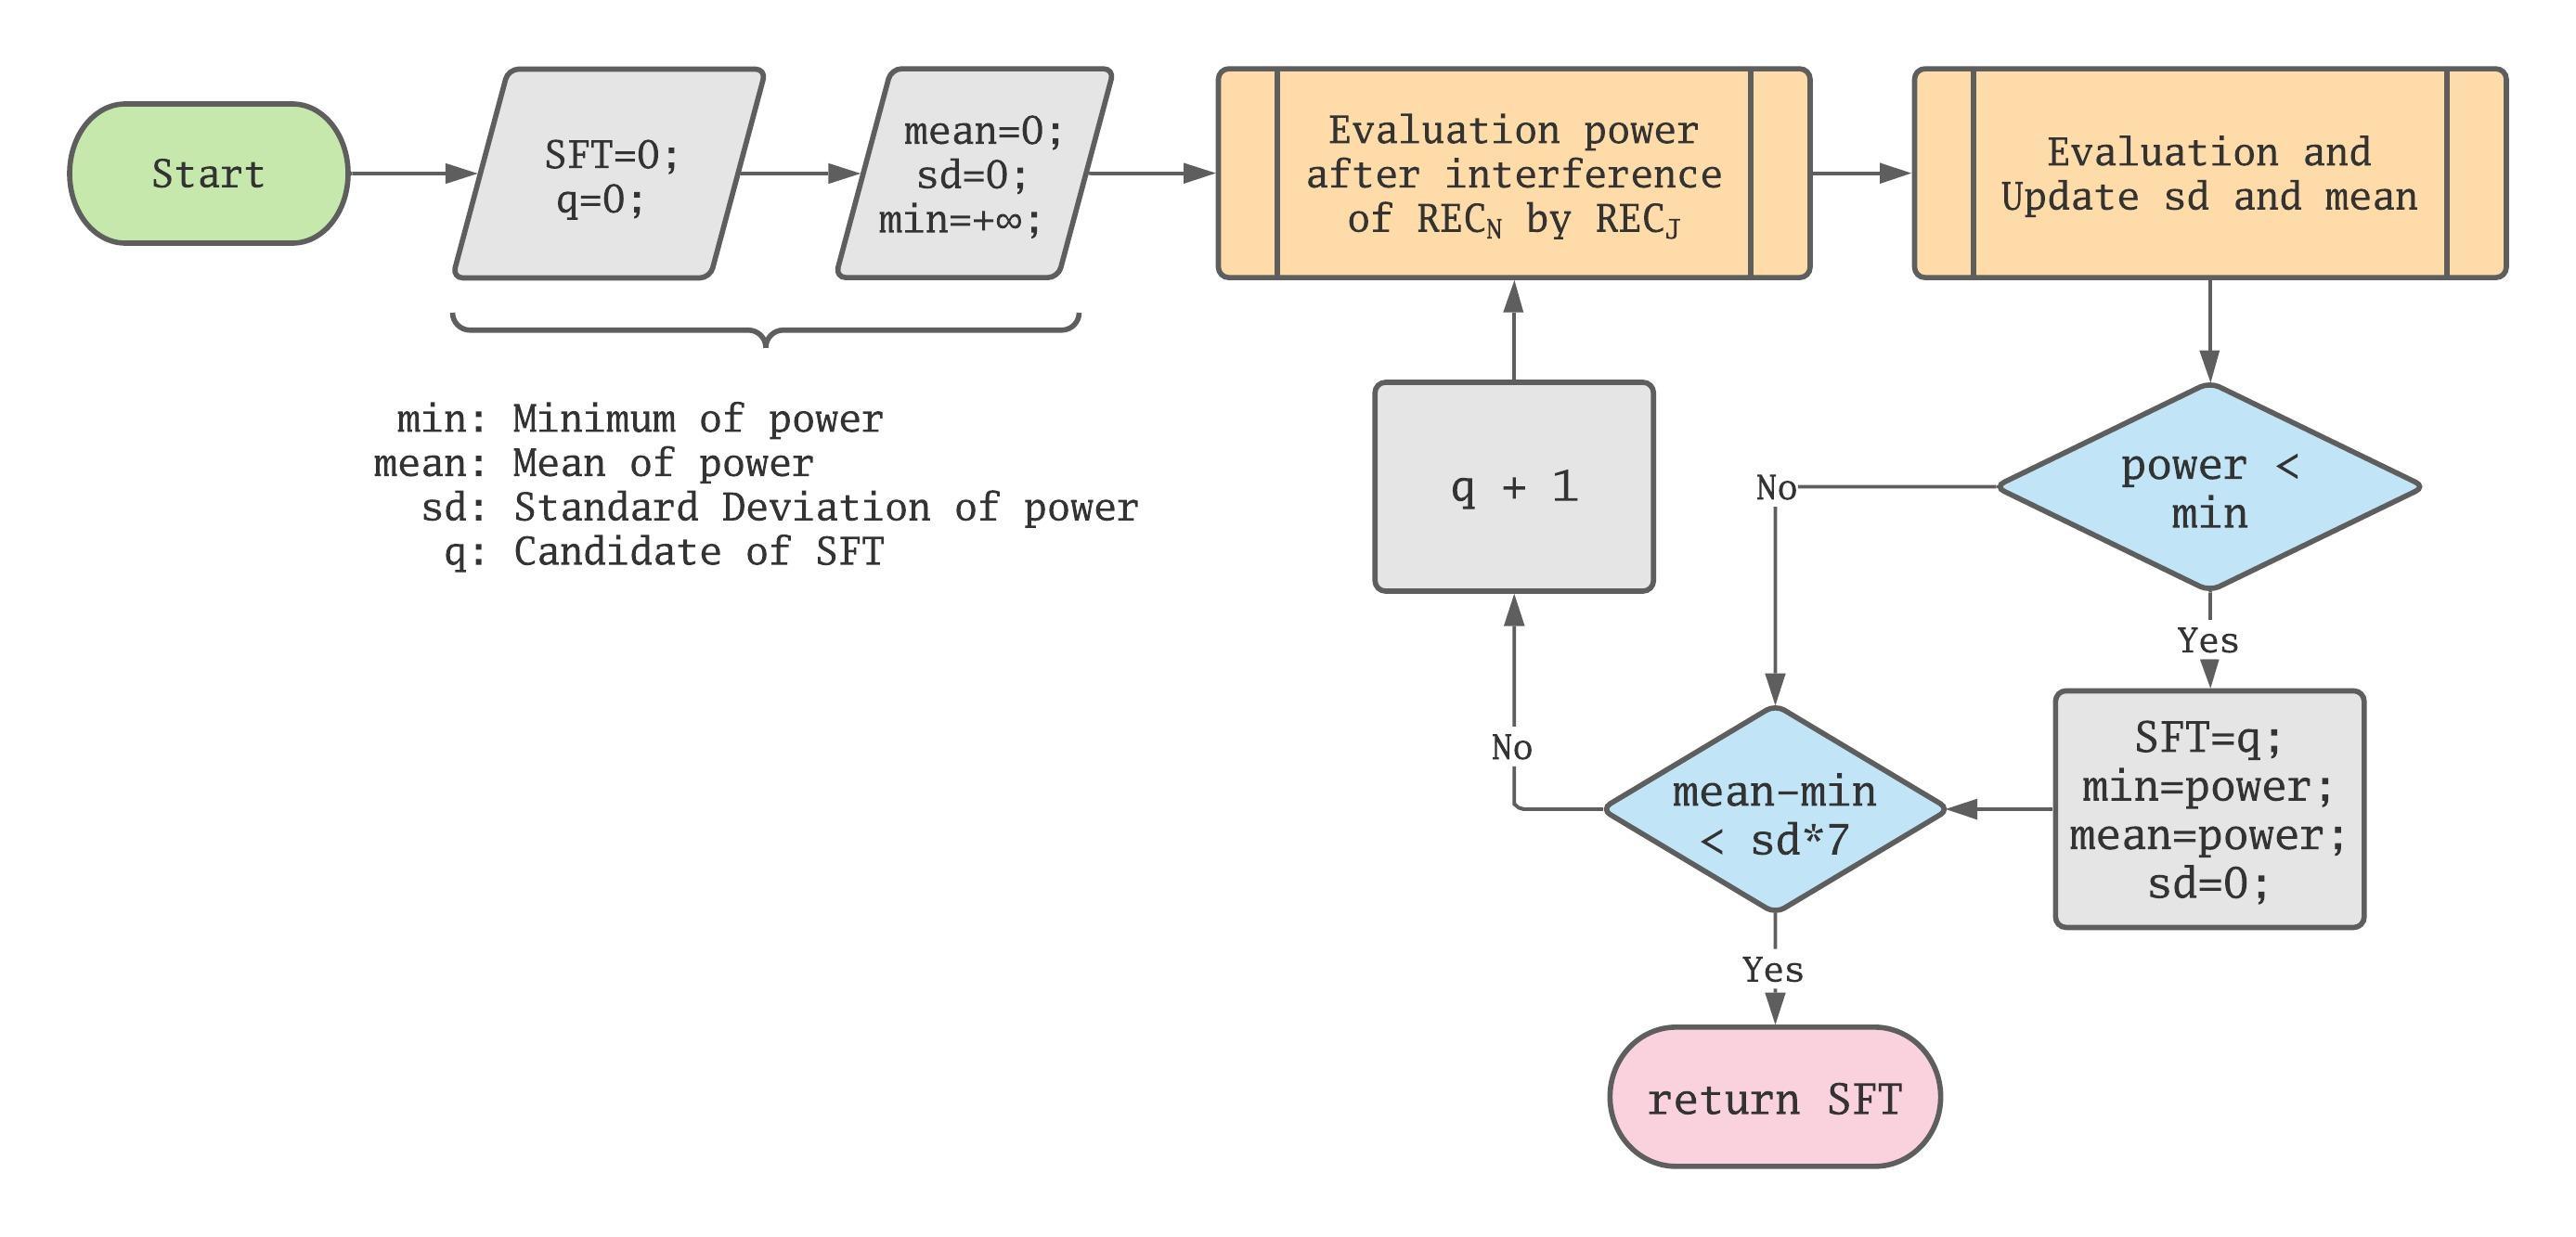 Start
SFT=0;
q=0;
mean=0;
sd=0;
min=+∞;
Evaluation power
after interference
of RECN by RECJ
Evaluation and
Update sd and mean
min: Minimum of power
mean: Mean of power
sd: Standard Deviation of power
q: Candidate of SFT
q + 1
No
power <
min
Yes
No
mean-min
< sd*7
SFT=q;
min=power;
mean=power;
sd=0;
Yes
return SFT